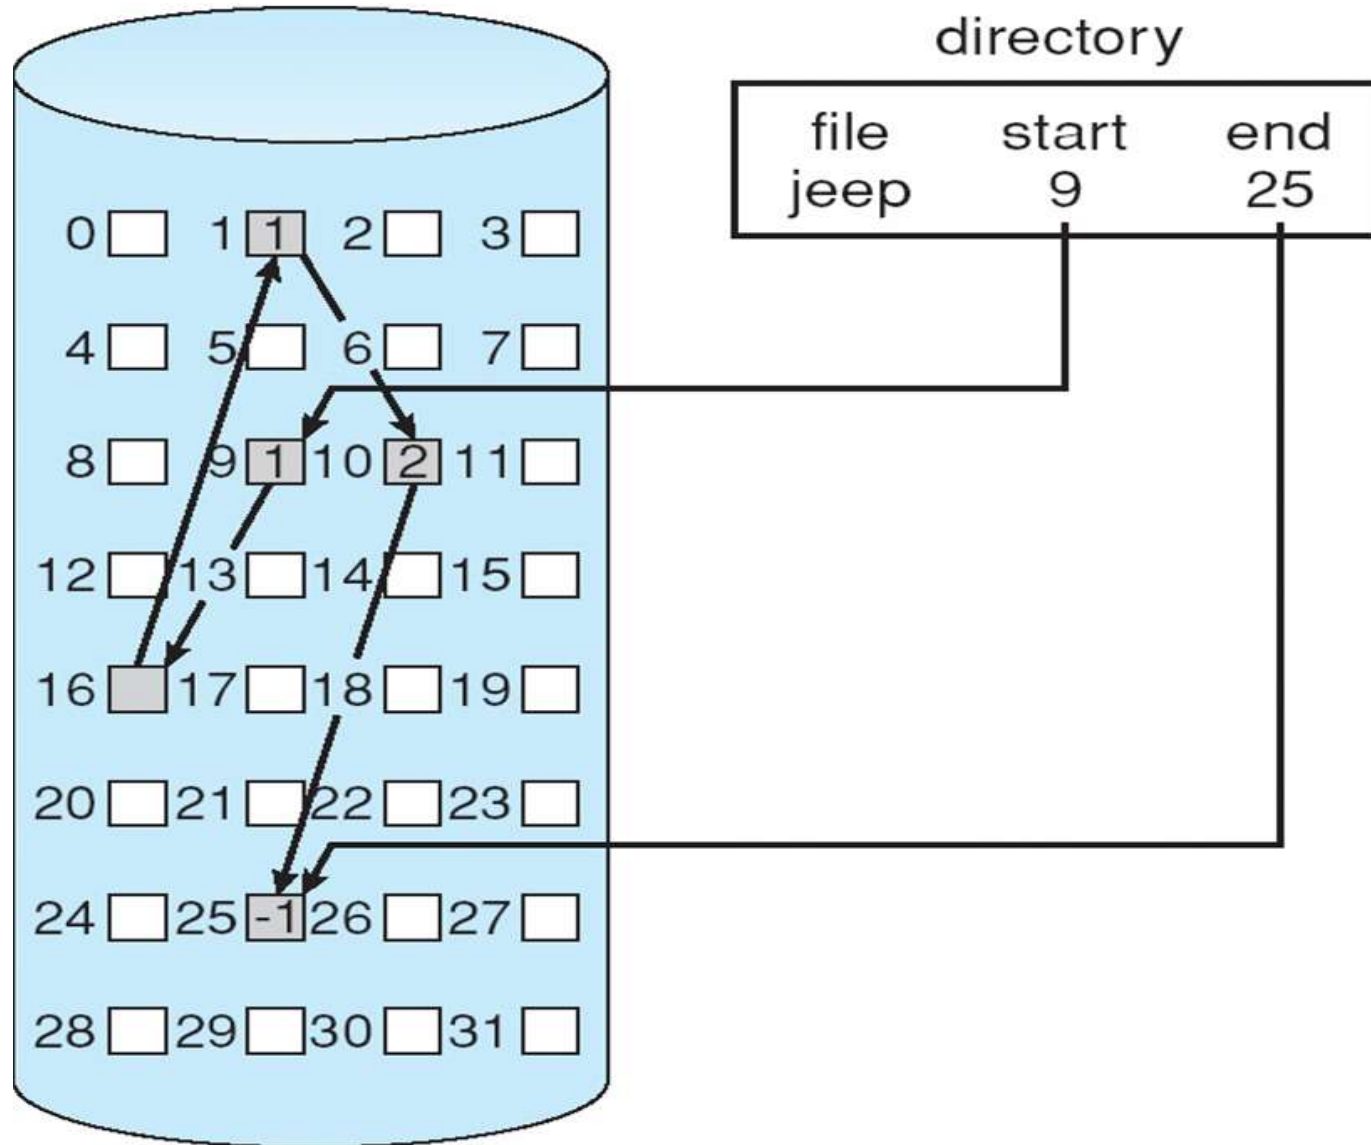 directory
file start end
jeep 9 25
0 1 1 2 3
4 5 6 7
8 9 1 10 2 11
12 13 14 15
16 17 18 19
20 21 22 23
24 25 -1 26 27
28 29 30 31